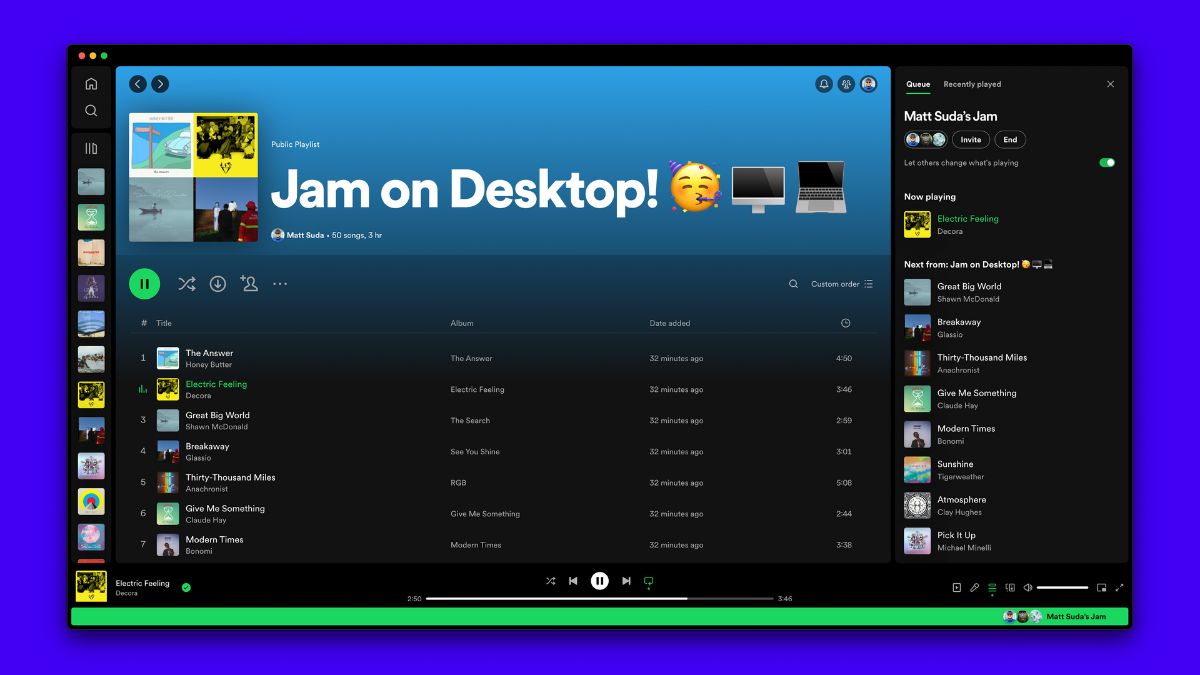 Public Playlist
Jam on Desktop! 🥳🖥️💻
Matt Suda • 50 songs, 3 hr
Custom order
# Title Album Date added
1 The Answer The Answer 32 minutes ago 4:50
Honey Butter
Electric Feeling Electric Feeling 32 minutes ago 3:46
Decora
3 Great Big World The Search 32 minutes ago 2:59
Shawn McDonald
4 Breakaway See You Shine 32 minutes ago 3:01
Glassio
5 Thirty-Thousand Miles RGB 32 minutes ago 5:08
Anachronist
6 Give Me Something Give Me Something 32 minutes ago 2:44
Claude Hay
7 Modern Times Modern Times 32 minutes ago 3:38
Bonomi
Queue Recently played
Matt Suda's Jam
Invite End
Let others change what's playing
Now playing
Electric Feeling
Decora
Next from: Jam on Desktop! 🥳🖥️💻
Great Big World
Shawn McDonald
Breakaway
Glassio
Thirty-Thousand Miles
Anachronist
Give Me Something
Claude Hay
Modern Times
Bonomi
Sunshine
Tigerweather
Atmosphere
Clay Hughes
Pick It Up
Michael Minelli
Electric Feeling
Decora
2:50 3:46
Matt Suda's Jam